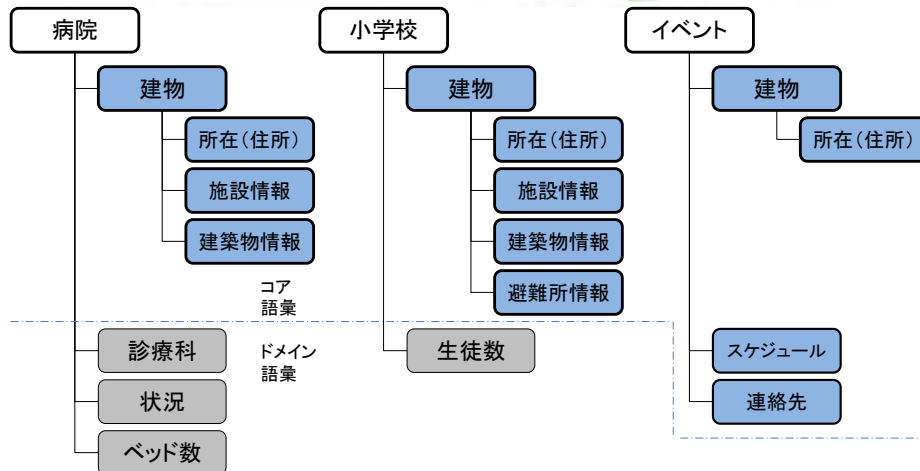 病院
小学校
イベント
建物
建物
建物
所在(住所)
所在(住所)
所在(住所)
施設情報
施設情報
建築物情報
建築物情報
避難所情報
コア
語彙
ドメイン
語彙
診療科
生徒数
スケジュール
状況
連絡先
ベッド数